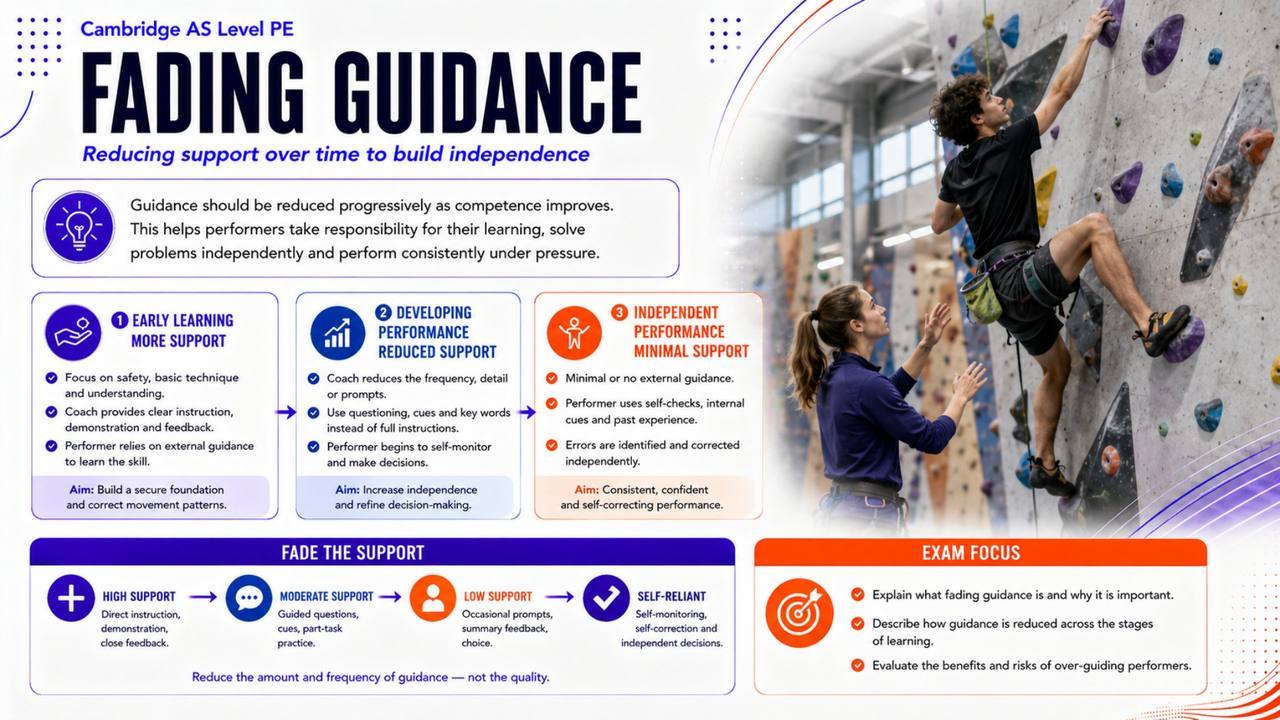 Cambridge AS Level PE
FADING GUIDANCE
Reducing support over time to build independence
Guidance should be reduced progressively as competence improves.
This helps performers take responsibility for their learning, solve
problems independently and perform consistently under pressure.
1 EARLY LEARNING
MORE SUPPORT
Focus on safety, basic technique
and understanding.
Coach provides clear instruction,
demonstration and feedback.
Performer relies on external guidance
to learn the skill.
Aim: Build a secure foundation
and correct movement patterns.
2 DEVELOPING
PERFORMANCE
REDUCED SUPPORT
Coach reduces the frequency, detail
or prompts.
Use questioning, cues and key words
instead of full instructions.
Performer begins to self-monitor
and make decisions.
Aim: Increase independence
and refine decision-making.
3 INDEPENDENT
PERFORMANCE
MINIMAL SUPPORT
Minimal or no external guidance.
Performer uses self-checks, internal
cues and past experience.
Errors are identified and corrected
independently.
Aim: Consistent, confident
and self-correcting performance.
FADE THE SUPPORT
HIGH SUPPORT
Direct instruction,
demonstration,
close feedback.
MODERATE SUPPORT
Guided questions,
cues, part-task
practice.
LOW SUPPORT
Occasional prompts,
summary feedback,
choice.
SELF-RELIANT
Self-monitoring,
self-correction and
independent decisions.
Reduce the amount and frequency of guidance — not the quality.
EXAM FOCUS
Explain what fading guidance is and why it is important.
Describe how guidance is reduced across the stages
of learning.
Evaluate the benefits and risks of over-guiding performers.